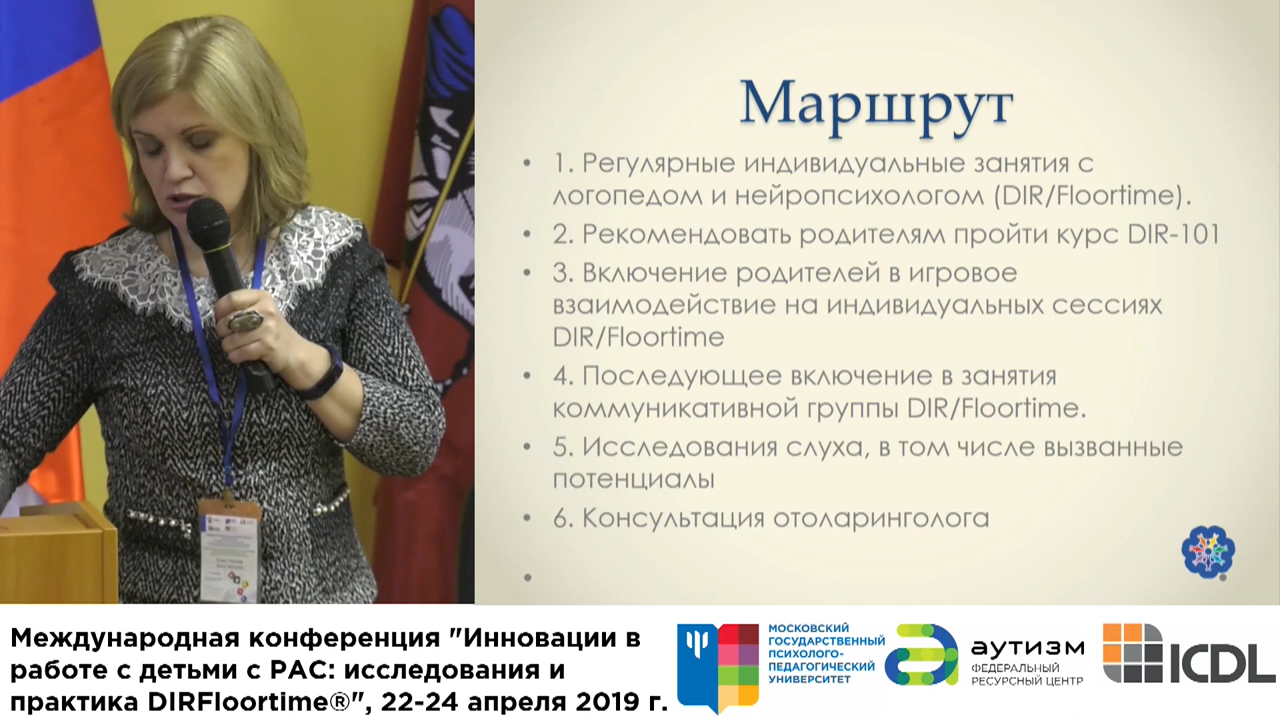 Маршрут
• 1. Регулярные индивидуальные занятия с
логопедом и нейропсихологом (DIR/Floortime).
• 2. Рекомендовать родителям пройти курс DIR-101
• 3. Включение родителей в игровое
взаимодействие на индивидуальных сессиях
DIR/Floortime
• 4. Последующее включение в занятия
коммуникативной группы DIR/Floortime.
• 5. Исследования слуха, в том числе вызванные
потенциалы
• 6. Консультация отоларинголога
Международная конференция "Инновации в
работе с детьми с РАС: исследования и
практика DIRFloortime®", 22-24 апреля 2019 г.
МОСКОВСКИЙ
ГОСУДАРСТВЕННЫЙ
ПСИХОЛОГО-
ПЕДАГОГИЧЕСКИЙ
УНИВЕРСИТЕТ
аутизм
ФЕДЕРАЛЬНЫЙ
РЕСУРСНЫЙ ЦЕНТР
ICDL